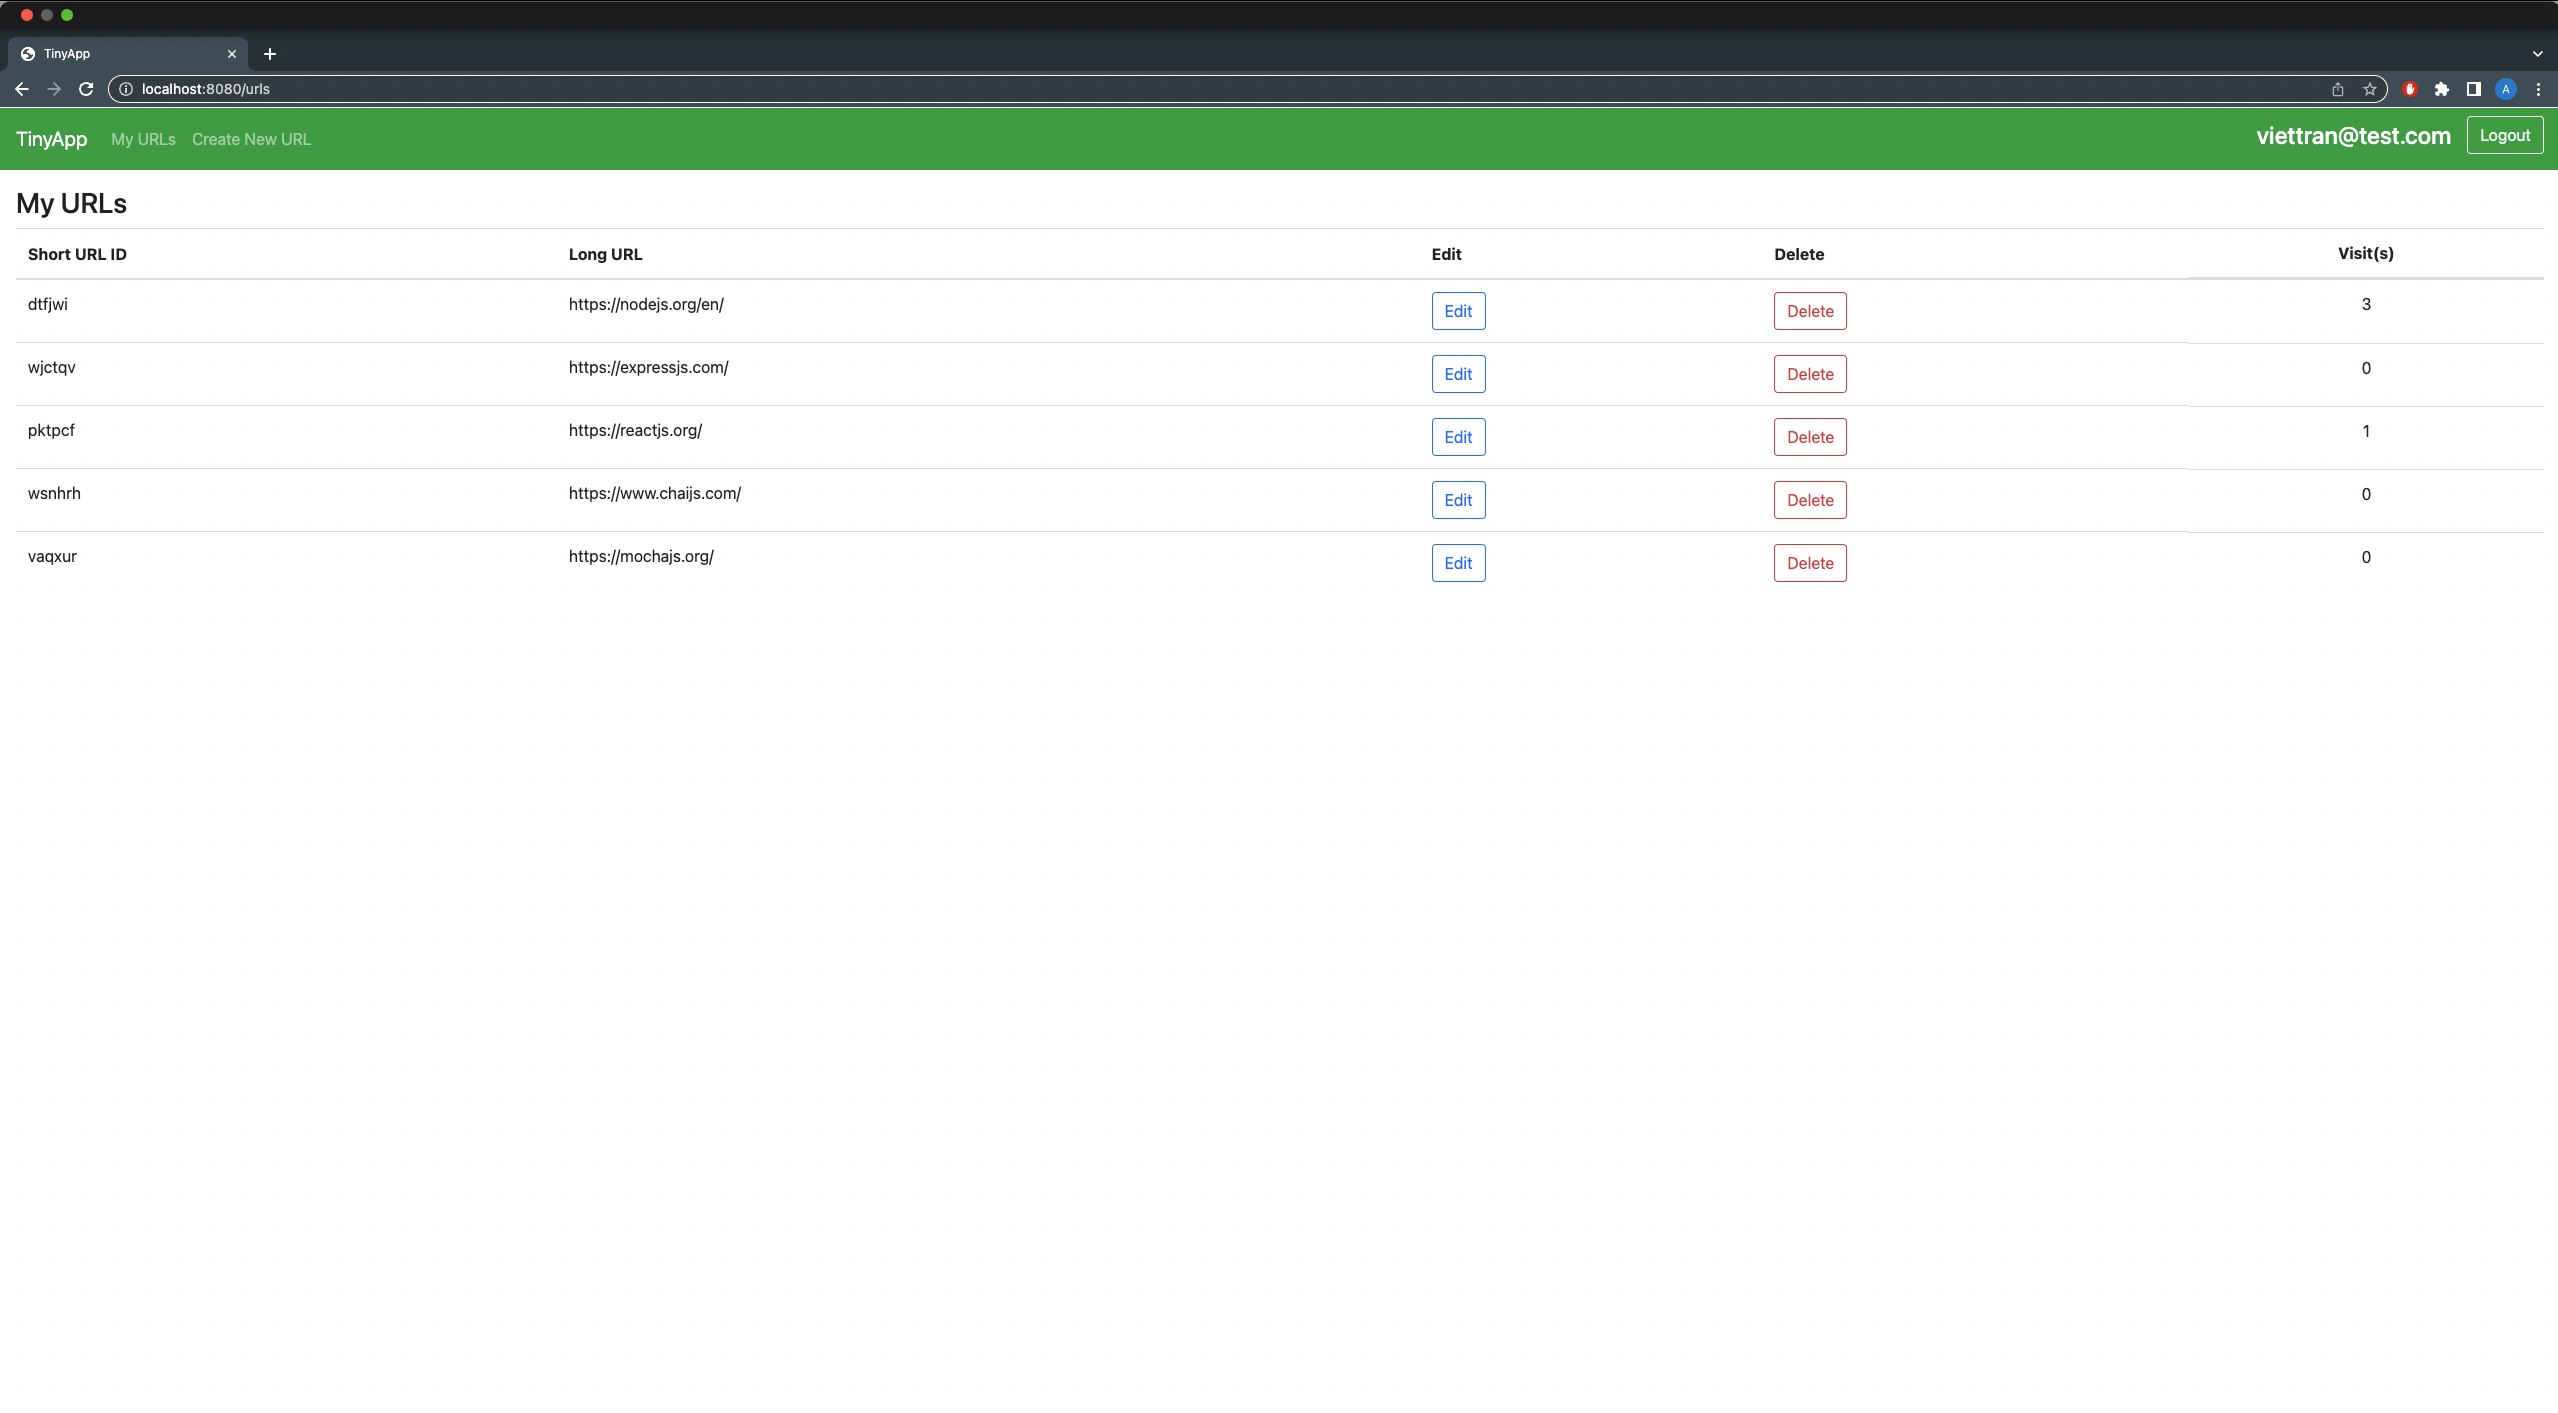 TinyApp
localhost:8080/urls
A
TinyApp My URLs Create New URL viettran@test.com Logout
My URLs
Short URL ID Long URL Edit Delete Visit(s)
dtfjwi https://nodejs.org/en/ Edit Delete 3
wjctqv https://expressjs.com/ Edit Delete 0
pktpcf https://reactjs.org/ Edit Delete 1
wsnhrh https://www.chaijs.com/ Edit Delete 0
vaqxur https://mochajs.org/ Edit Delete 0